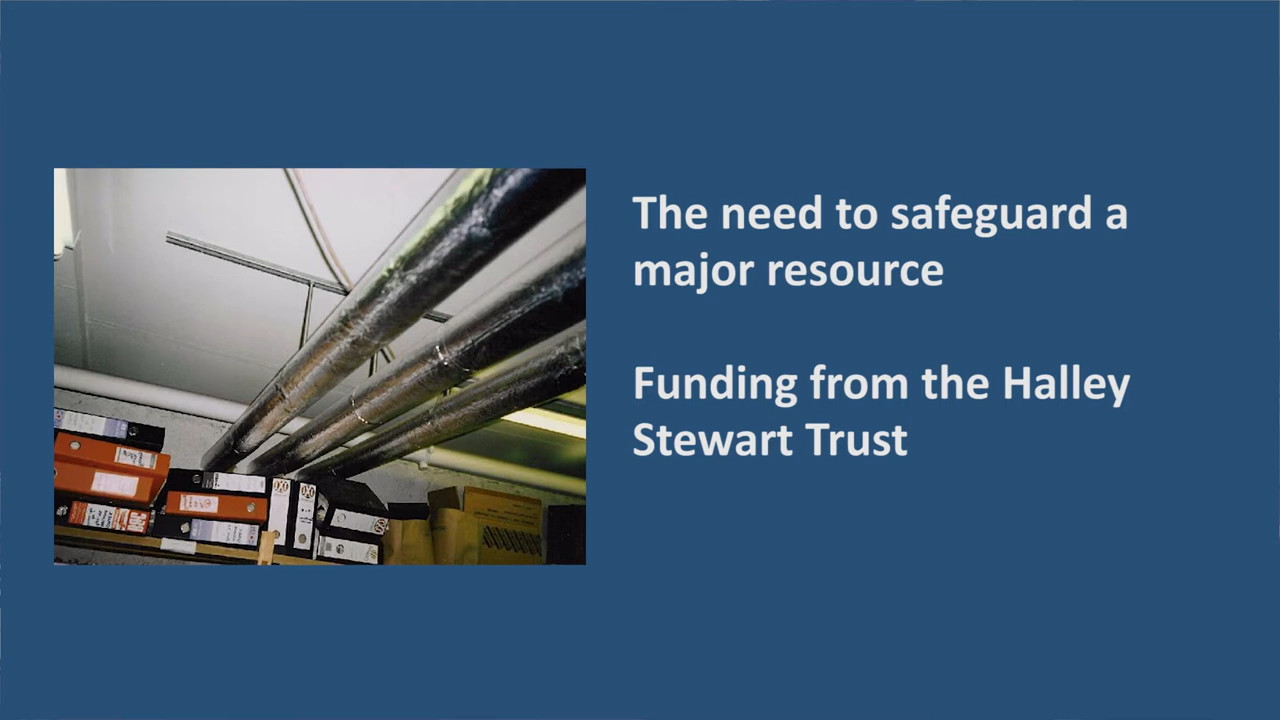 The need to safeguard a
major resource
Funding from the Halley
Stewart Trust